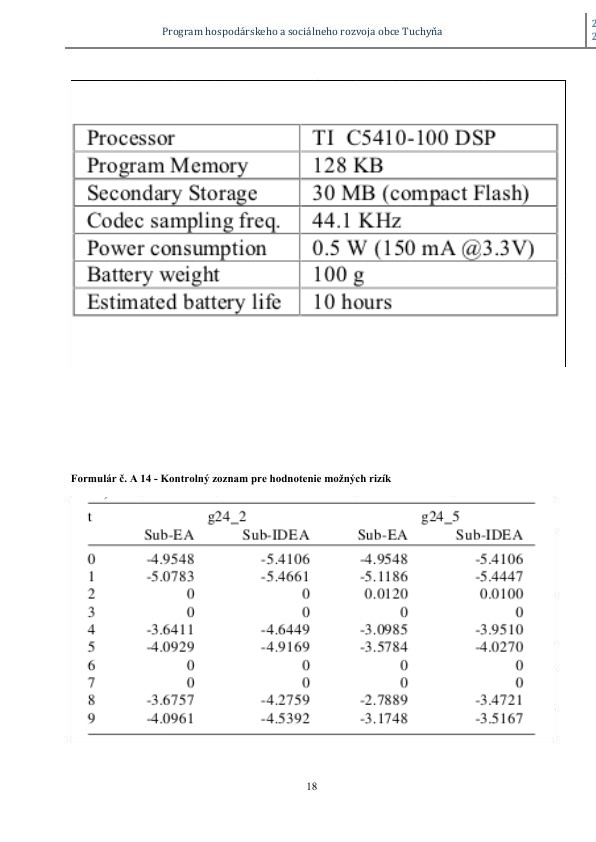 Program hospodárskeho a sociálneho rozvoja obce Tuchyňa
2
2
Processor TI C5410-100 DSP
Program Memory 128 KB
Secondary Storage 30 MB (compact Flash)
Codec sampling freq. 44.1 KHz
Power consumption 0.5 W (150 mA @3.3V)
Battery weight 100 g
Estimated battery life 10 hours
Formulár č. A 14 - Kontrolný zoznam pre hodnotenie možných rizík
t g24_2 g24_5
Sub-EA Sub-IDEA Sub-EA Sub-IDEA
0 -4.9548 -5.4106 -4.9548 -5.4106
1 -5.0783 -5.4661 -5.1186 -5.4447
2 0 0 0.0120 0.0100
3 0 0 0 0
4 -3.6411 -4.6449 -3.0985 -3.9510
5 -4.0929 -4.9169 -3.5784 -4.0270
6 0 0 0 0
7 0 0 0 0
8 -3.6757 -4.2759 -2.7889 -3.4721
9 -4.0961 -4.5392 -3.1748 -3.5167
18